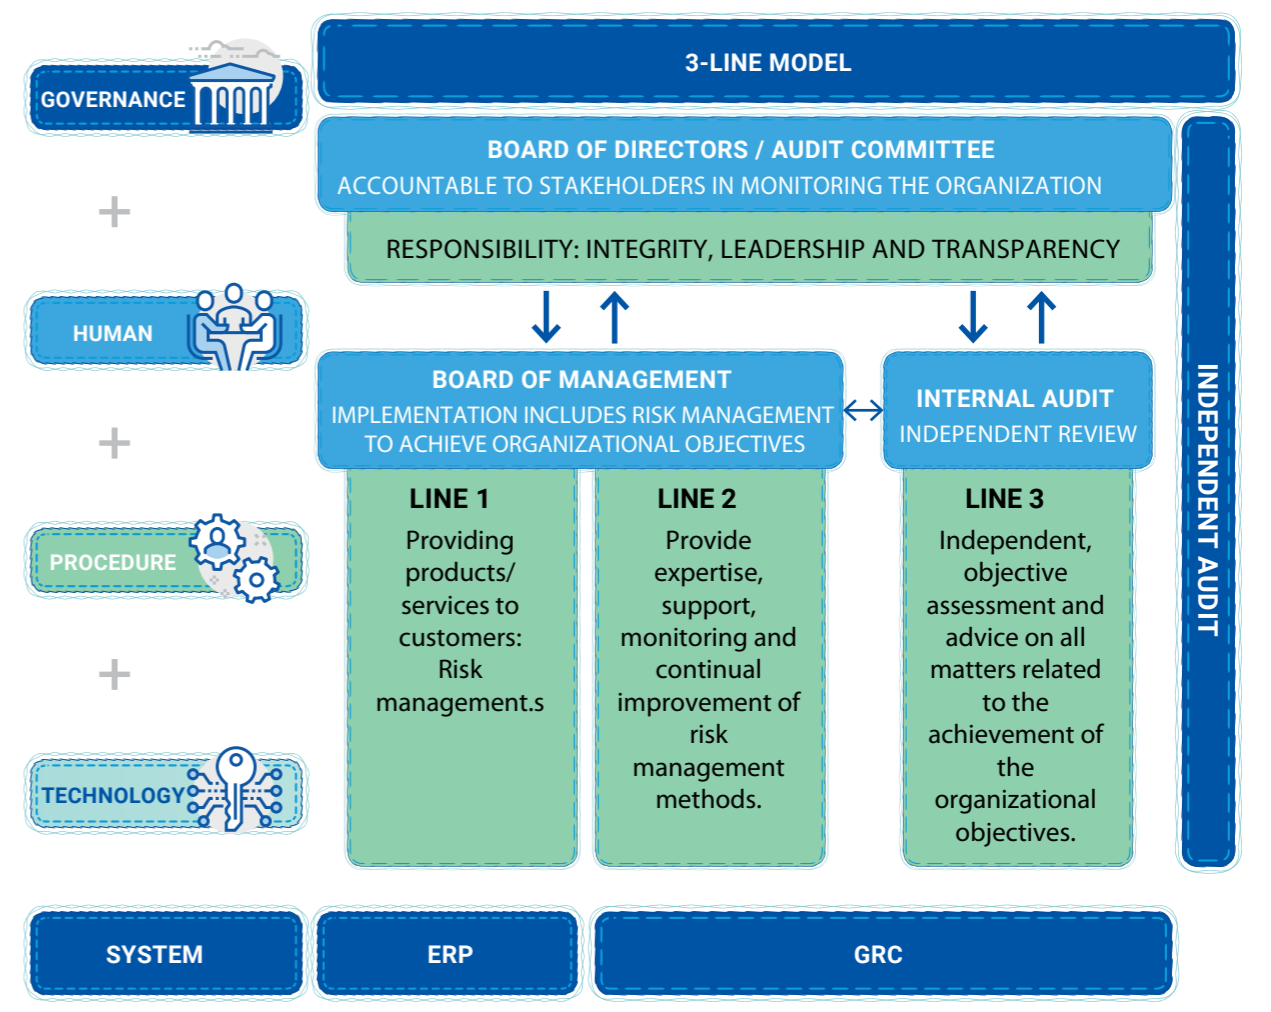 GOVERNANCE
3-LINE MODEL
BOARD OF DIRECTORS / AUDIT COMMITTEE
ACCOUNTABLE TO STAKEHOLDERS IN MONITORING THE ORGANIZATION
RESPONSIBILITY: INTEGRITY, LEADERSHIP AND TRANSPARENCY
+
HUMAN
BOARD OF MANAGEMENT
IMPLEMENTATION INCLUDES RISK MANAGEMENT
TO ACHIEVE ORGANIZATIONAL OBJECTIVES
INTERNAL AUDIT
INDEPENDENT REVIEW
+
PROCEDURE
LINE 1
Providing
products/
services to
customers:
Risk
management.s
LINE 2
Provide
expertise,
support,
monitoring and
continual
improvement of
risk
management
methods.
LINE 3
Independent,
objective
assessment and
advice on all
matters related
to the
achievement of
the
organizational
objectives.
INDEPENDENT AUDIT
+
TECHNOLOGY
SYSTEM
ERP
GRC